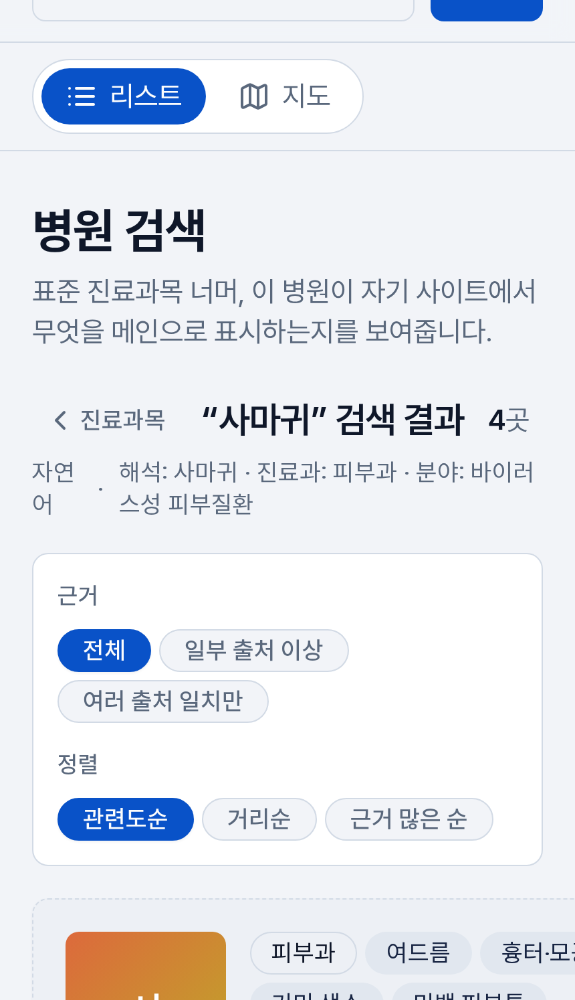 리스트
지도
병원 검색
표준 진료과목 너머, 이 병원이 자기 사이트에서
무엇을 메인으로 표시하는지를 보여줍니다.
진료과목
“사마귀” 검색 결과 4곳
자연어 · 해석: 사마귀 · 진료과: 피부과 · 분야: 바이러
스성 피부질환
근거
전체
일부 출처 이상
여러 출처 일치만
정렬
관련도순
거리순
근거 많은 순
피부과
여드름